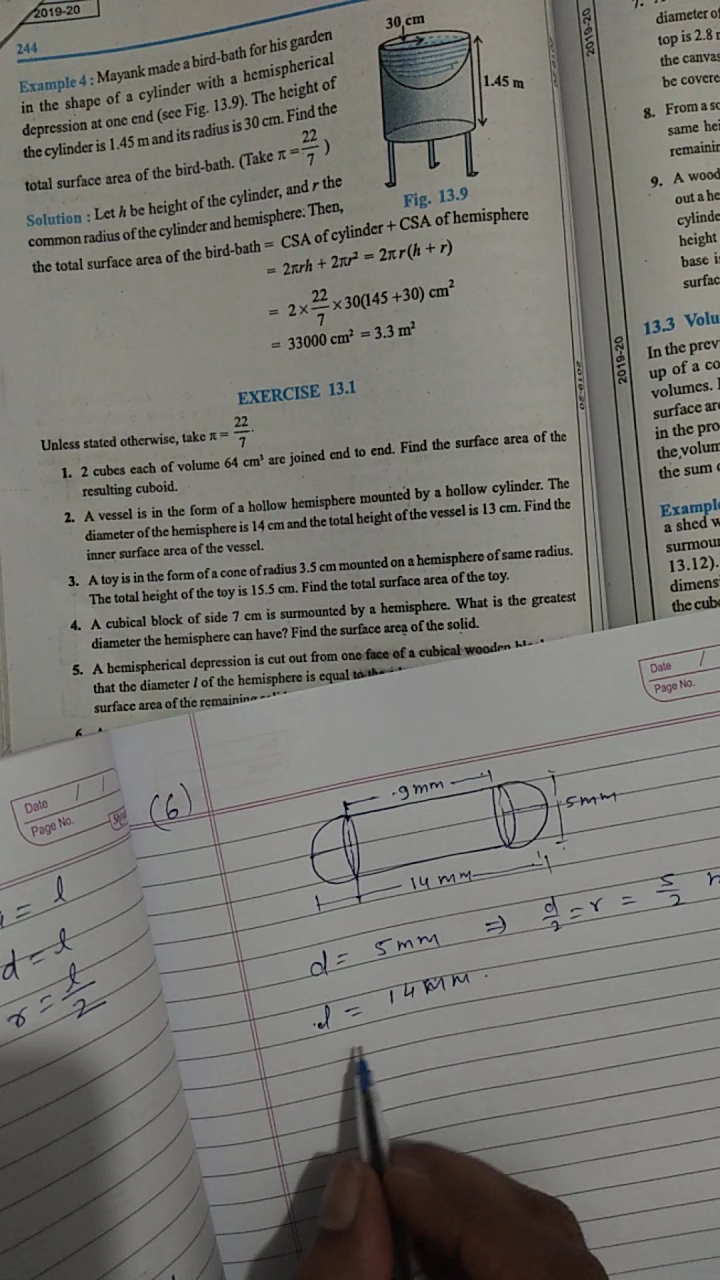 2019-20
244
Example 4 : Mayank made a bird-bath for his garden
in the shape of a cylinder with a hemispherical
depression at one end (see Fig. 13.9). The height of
the cylinder is 1.45 m and its radius is 30 cm. Find the
total surface area of the bird-bath. (Take π = 22/7)
30 cm
1.45 m
Fig. 13.9
Solution : Let h be height of the cylinder, and r the
common radius of the cylinder and hemisphere. Then,
the total surface area of the bird-bath = CSA of cylinder + CSA of hemisphere
= 2πrh + 2πr² = 2πr(h + r)
= 2 × 22/7 × 30(145 + 30) cm²
= 33000 cm² = 3.3 m²
EXERCISE 13.1
Unless stated otherwise, take π = 22/7.
1. 2 cubes each of volume 64 cm³ are joined end to end. Find the surface area of the
resulting cuboid.
2. A vessel is in the form of a hollow hemisphere mounted by a hollow cylinder. The
diameter of the hemisphere is 14 cm and the total height of the vessel is 13 cm. Find the
inner surface area of the vessel.
3. A toy is in the form of a cone of radius 3.5 cm mounted on a hemisphere of same radius.
The total height of the toy is 15.5 cm. Find the total surface area of the toy.
4. A cubical block of side 7 cm is surmounted by a hemisphere. What is the greatest
diameter the hemisphere can have? Find the surface area of the solid.
5. A hemispherical depression is cut out from one face of a cubical wooden
that the diameter l of the hemisphere is equal to the
surface area of the remaining
2019-20
2019-20
2019-20
diameter of
top is 2.8
the canvas
be covere
8. From a so
same hei
remainin
9. A wood
out a he
cylinde
height
base i
surfac
13.3 Volu
In the prev
up of a co
volumes.
surface are
in the pro
the volum
the sum
Example
a shed w
surmour
13.12).
dimens
the cub
Date / /
Page No.
= l
d = l
r = l/2
Date /
Page No.
(6)
9mm
5mm
14 mm
d = 5mm ⇒ d/2 = r = 5/2
d = 14mm.